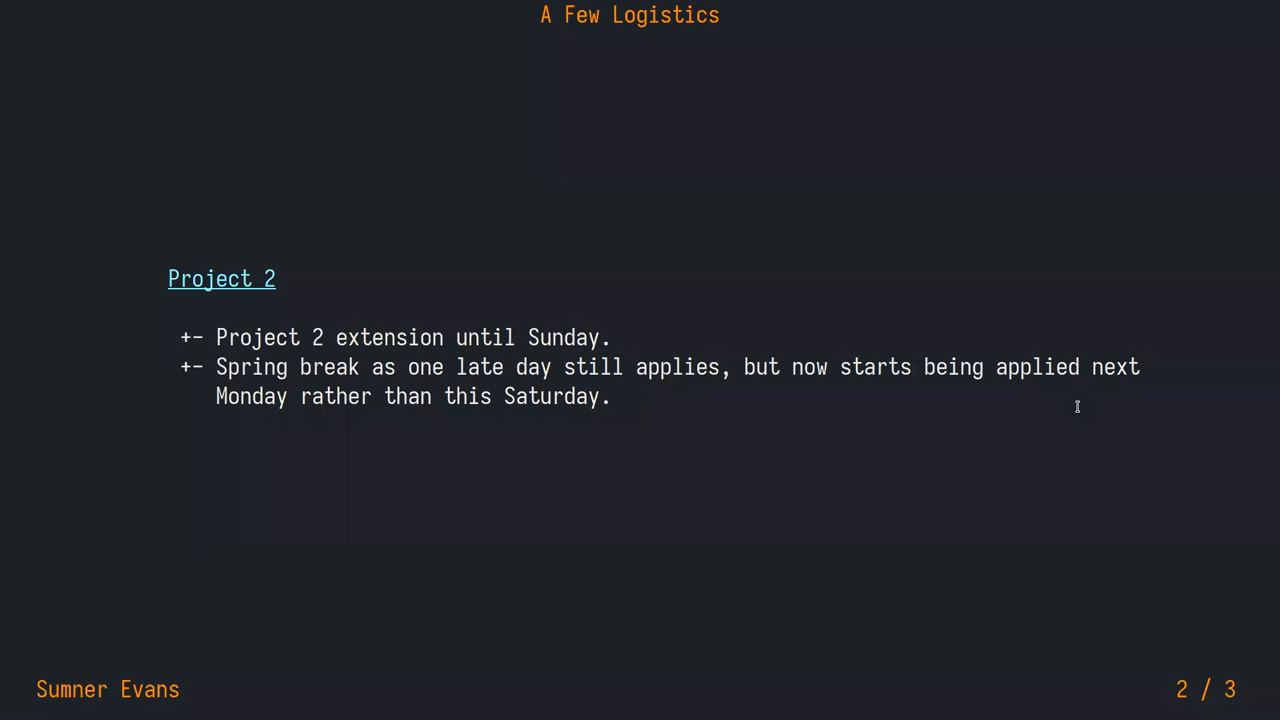 A Few Logistics
Project 2
+- Project 2 extension until Sunday.
+- Spring break as one late day still applies, but now starts being applied next
Monday rather than this Saturday.
Sumner Evans
2 / 3